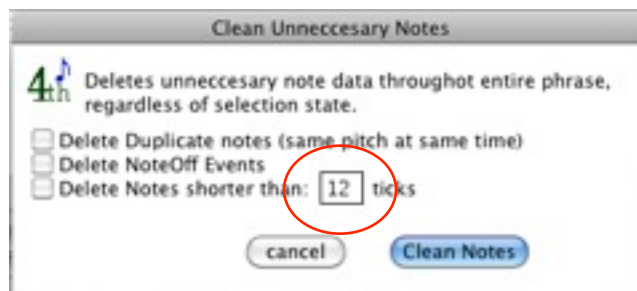 Clean Unneccesary Notes
4th Deletes unneccesary note data throughot entire phrase,
regardless of selection state.
Delete Duplicate notes (same pitch at same time)
Delete NoteOff Events
Delete Notes shorter than: 12 ticks
cancel Clean Notes